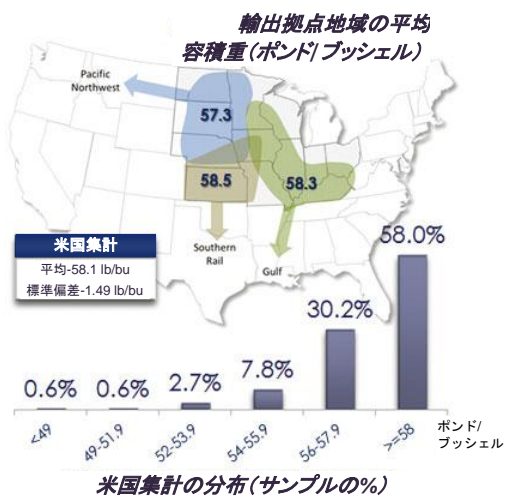 輸出拠点地域の平均
容積重(ポンド/ブッシェル)
Pacific
Northwest
57.3
58.5
58.3
Southern
Rail
Gulf
米国集計
平均-58.1 lb/bu
標準偏差-1.49 lb/bu
0.6%
0.6%
2.7%
7.8%
30.2%
58.0%
<49
49-51.9
52-53.9
54-55.9
56-57.9
>=58
ポンド/
ブッシェル
米国集計の分布(サンプルの%)